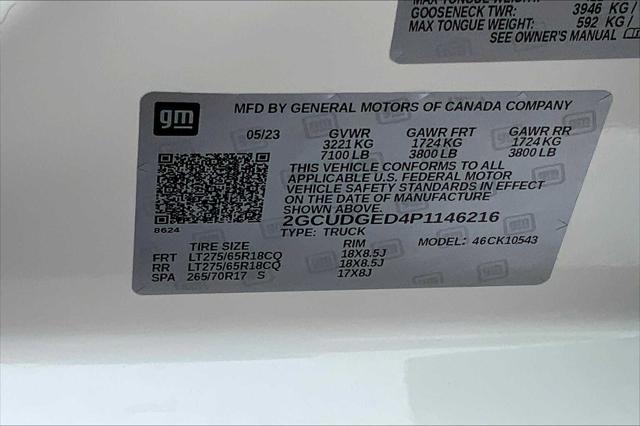 GOOSENECK TWR: 3946 KG /
MAX TONGUE WEIGHT: 592 KG /
SEE OWNER'S MANUAL
gm
MFD BY GENERAL MOTORS OF CANADA COMPANY
05/23 GVWR GAWR FRT GAWR RR
3221 KG 1724 KG 1724 KG
7100 LB 3800 LB 3800 LB
THIS VEHICLE CONFORMS TO ALL
APPLICABLE U.S. FEDERAL MOTOR
VEHICLE SAFETY STANDARDS IN EFFECT
ON THE DATE OF MANUFACTURE
SHOWN ABOVE.
2GCUDGED4P1146216
8624
TYPE: TRUCK MODEL: 46CK10543
TIRE SIZE RIM
FRT LT275/65R18CQ 18X8.5J
RR LT275/65R18CQ 18X8.5J
SPA 265/70R17 S 17X8J